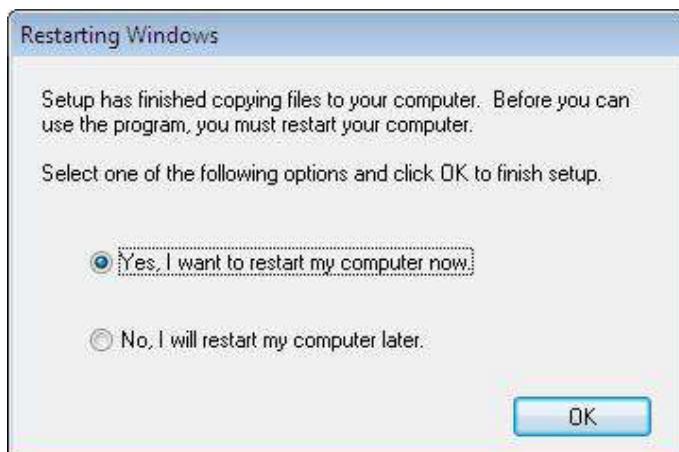 Restarting Windows
Setup has finished copying files to your computer.  Before you can
use the program, you must restart your computer.
Select one of the following options and click OK to finish setup.
Yes, I want to restart my computer now.
No, I will restart my computer later.
OK